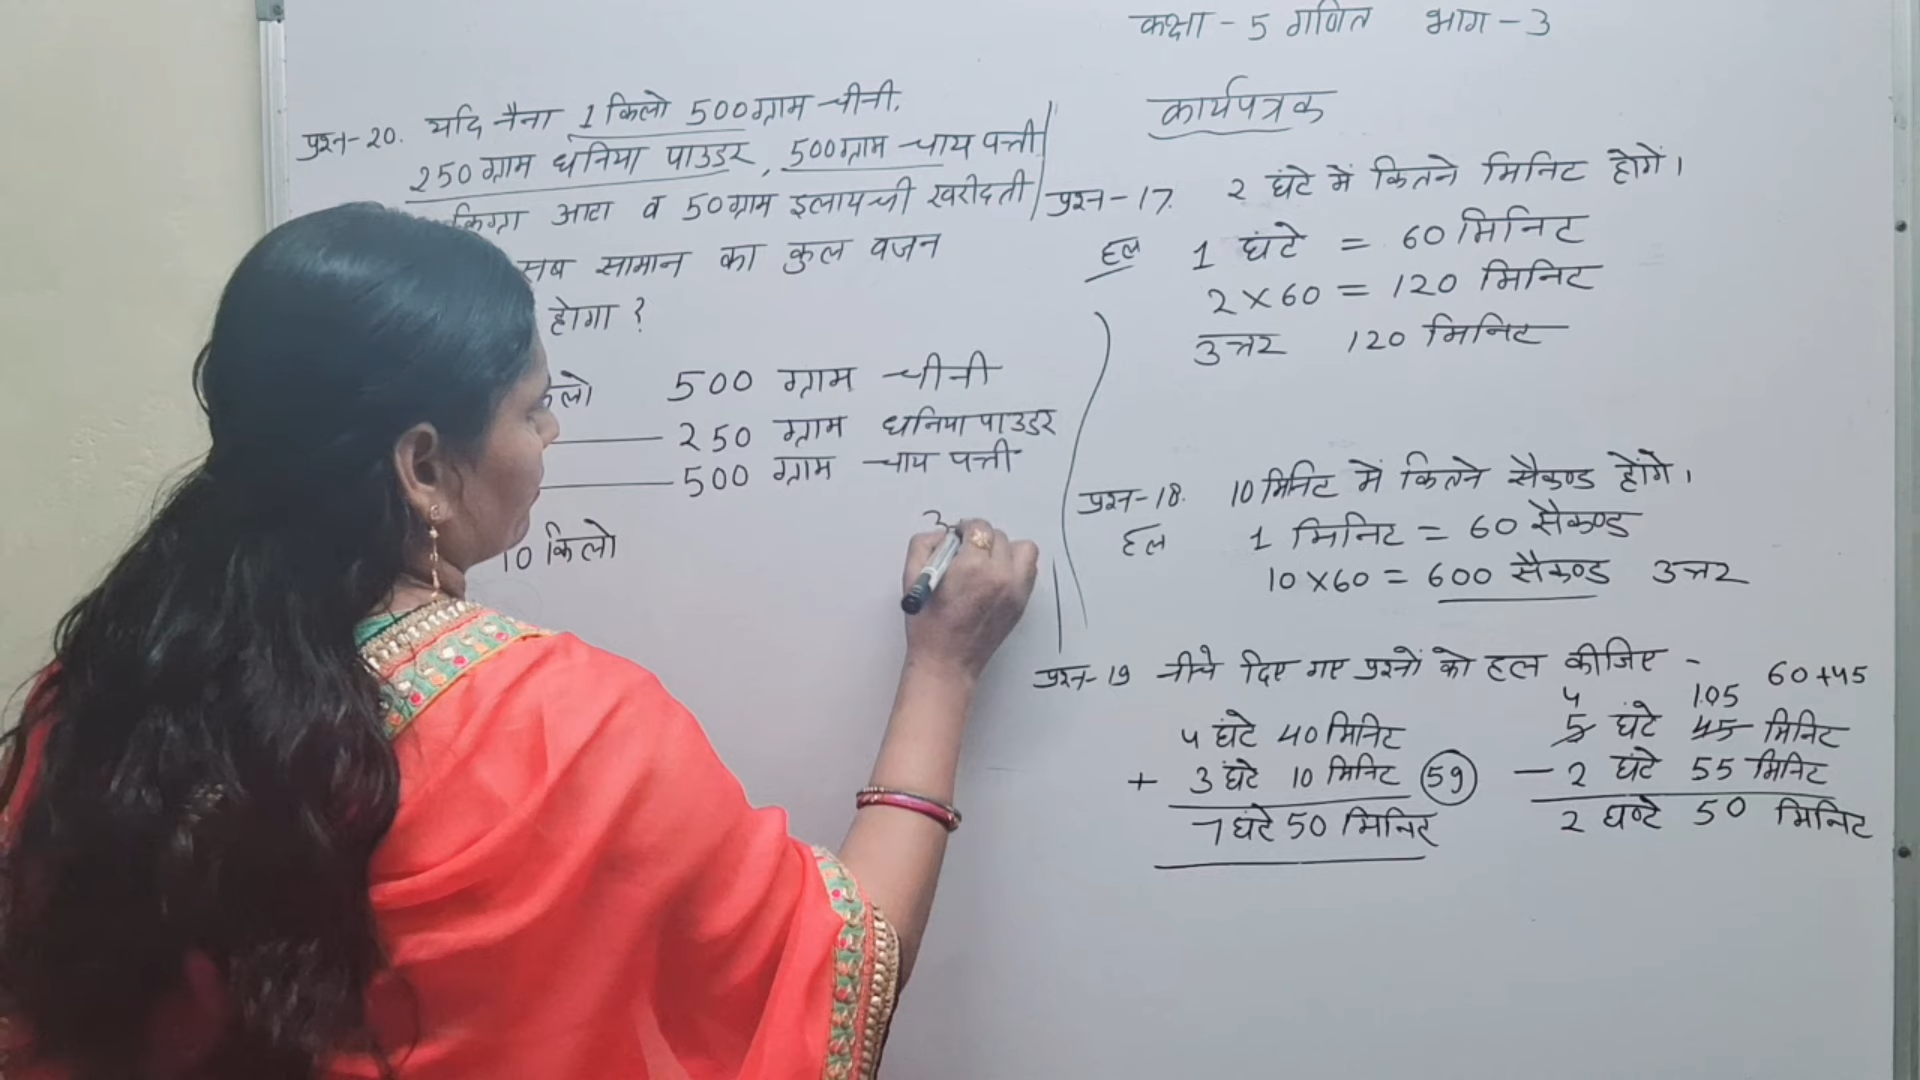 कक्षा - 5 गणित भाग - 3
प्रश्न-20. यदि नैना 1 किलो 500 ग्राम चीनी,
250 ग्राम धनिया पाउडर, 500 ग्राम चाय पत्ती
किग्रा आटा व 50 ग्राम इलायची खरीदती
सब सामान का कुल वजन
होगा ?
500 ग्राम चीनी
250 ग्राम धनिया पाउडर
500 ग्राम चाय पत्ती
10 किलो
कार्यपत्रक
प्रश्न-17. 2 घंटे में कितने मिनिट होगें।
हल 1 घंटे = 60 मिनिट
2 × 60 = 120 मिनिट
उत्तर 120 मिनिट
प्रश्न-18. 10 मिनिट में कितने सैकण्ड होंगे।
हल 1 मिनिट = 60 सैकण्ड
10 × 60 = 600 सैकण्ड उत्तर
प्रश्न-19 नीचे दिए गए प्रश्नों को हल कीजिए -
4 घंटे 40 मिनिट
+ 3 घंटे 10 मिनिट 59
7 घंटे 50 मिनिट
60+45
4 105
5 घंटे 45 मिनिट
- 2 घंटे 55 मिनिट
2 घण्टे 50 मिनिट